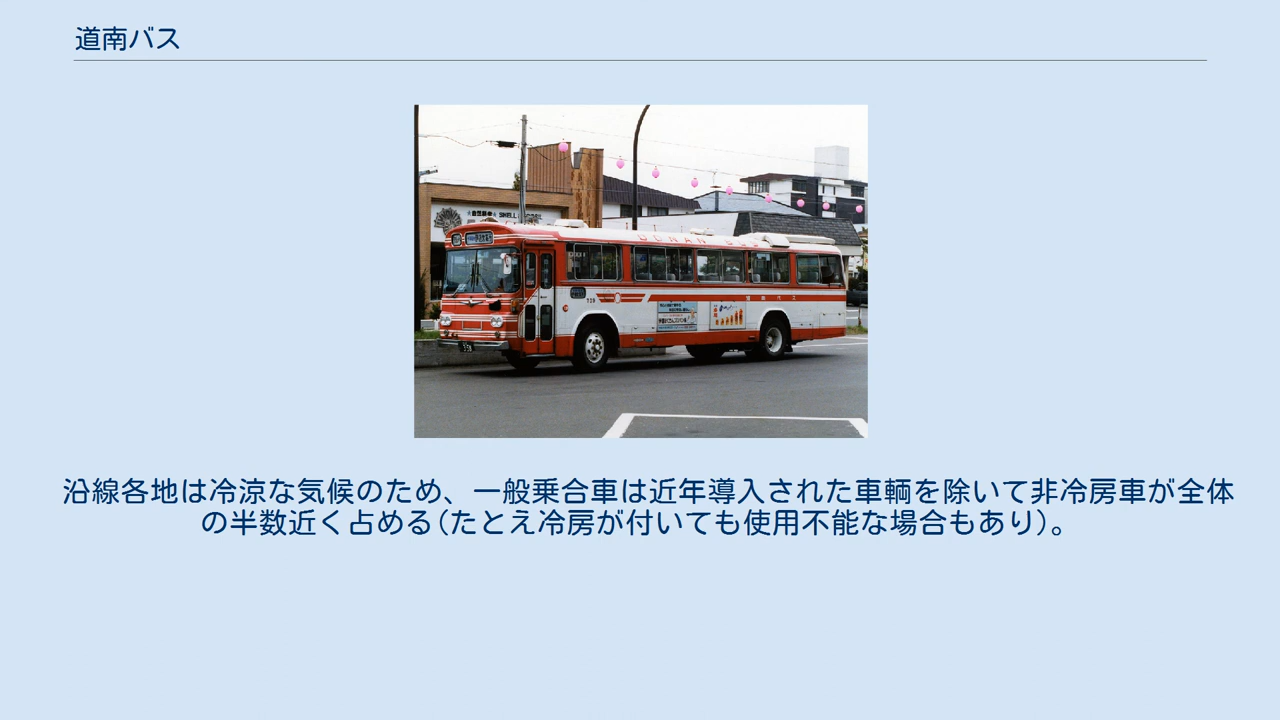 道南バス
DONAN BUS
728
沿線各地は冷涼な気候のため、一般乗合車は近年導入された車輌を除いて非冷房車が全体
の半数近く占める(たとえ冷房が付いても使用不能な場合もあり)。